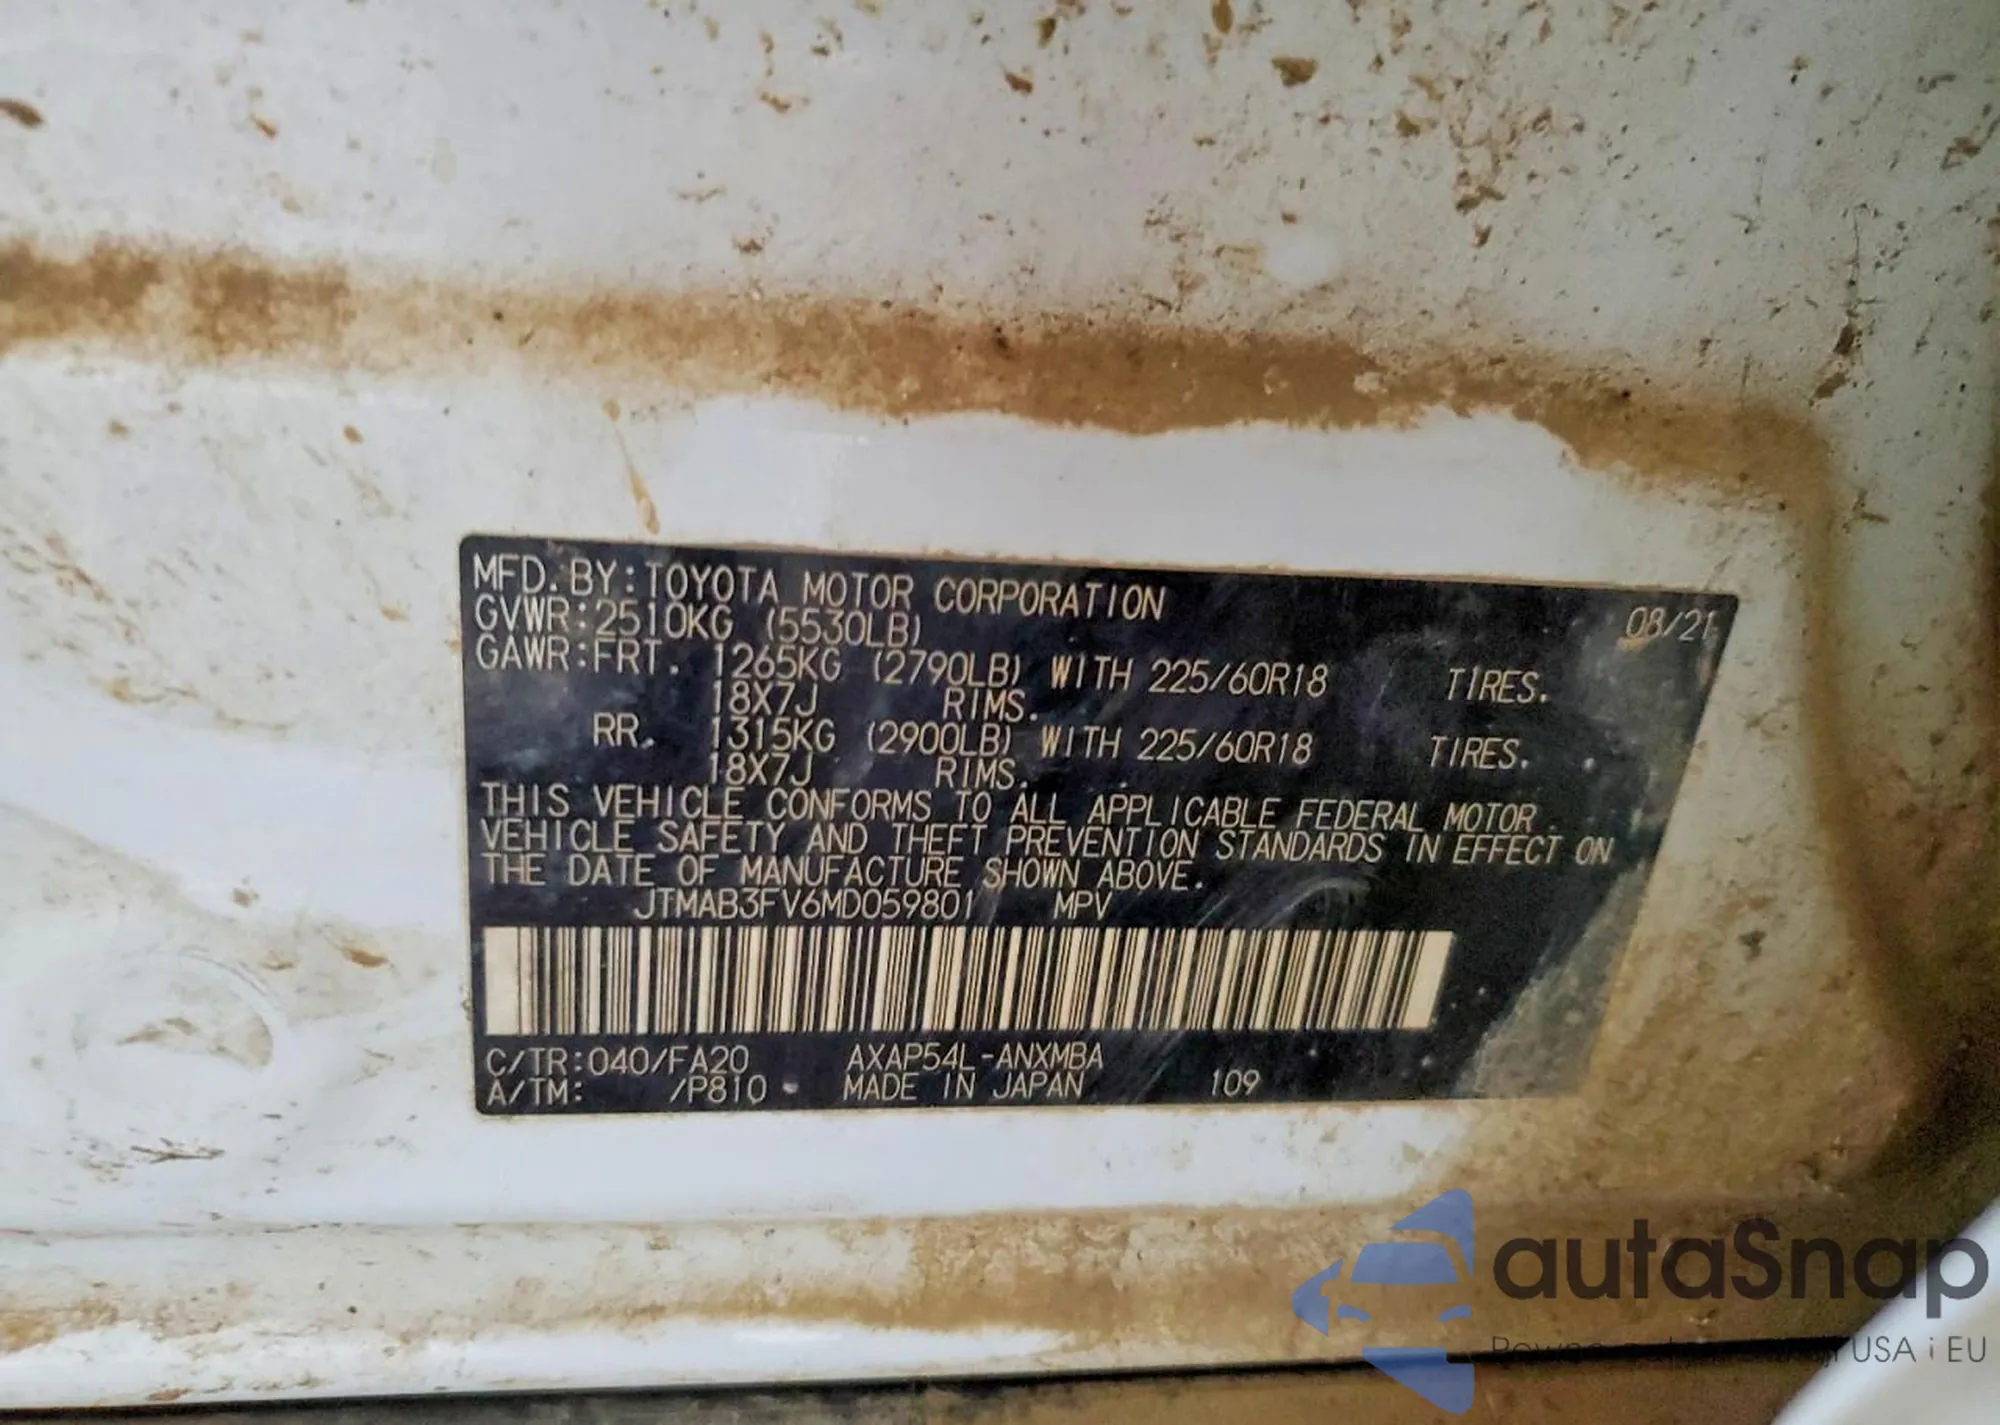 MFD. BY:TOYOTA MOTOR CORPORATION 08/21
GVWR:2510KG (5530LB)
GAWR:FRT. 1265KG (2790LB) WITH 225/60R18 TIRES.
18X7J RIMS.
RR. 1315KG (2900LB) WITH 225/60R18 TIRES.
18X7J RIMS.
THIS VEHICLE CONFORMS TO ALL APPLICABLE FEDERAL MOTOR
VEHICLE SAFETY AND THEFT PREVENTION STANDARDS IN EFFECT ON
THE DATE OF MANUFACTURE SHOWN ABOVE.
JTMAB3FV6MD059801 MPV
C/TR:040/FA20 AXAP54L-ANXMBA
A/TM: /P810 MADE IN JAPAN 109
autaSnap
USA i EU